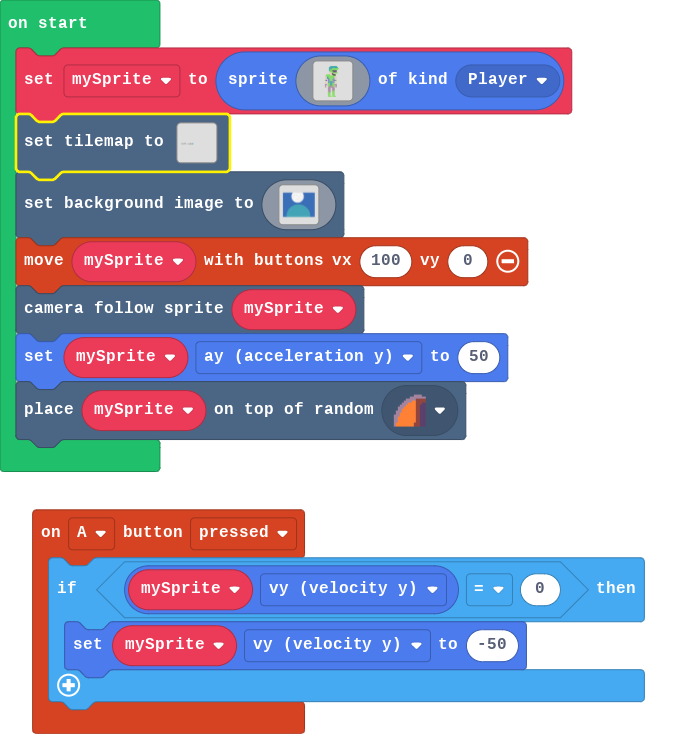 on start
set mySprite to sprite of kind Player
set tilemap to
set background image to
move mySprite with buttons vx 100 vy 0
camera follow sprite mySprite
set mySprite ay (acceleration y) to 50
place mySprite on top of random
on A button pressed
if mySprite vy (velocity y) = 0 then
set mySprite vy (velocity y) to -50